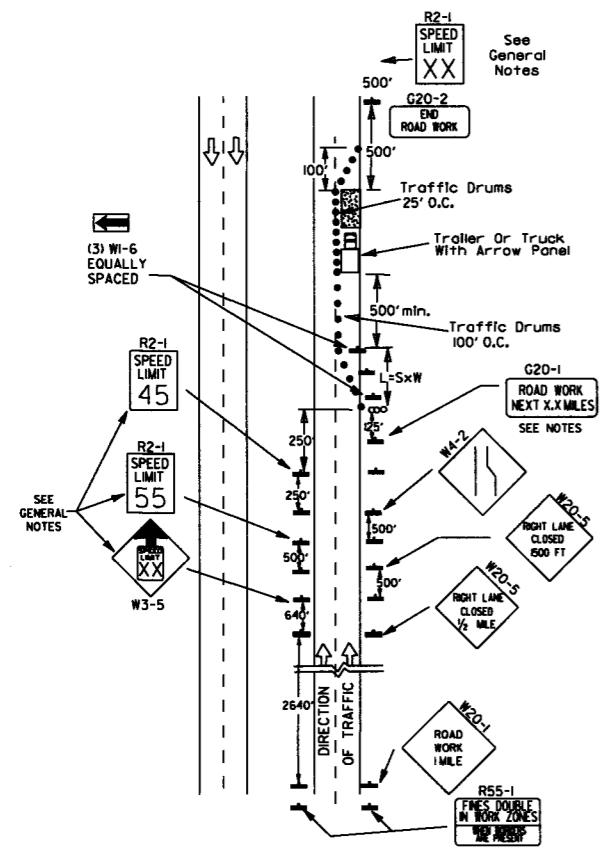 R2-1
SPEED
LIMIT
XX
See
General
Notes
500'
G20-2
END
ROAD WORK
500'
100'
Traffic Drums
25' O.C.
(3) W1-6
EQUALLY
SPACED
Trailer Or Truck
With Arrow Panel
500' min.
Traffic Drums
100' O.C.
R2-1
SPEED
LIMIT
45
L=SxW
G20-1
ROAD WORK
NEXT X.X MILES
SEE NOTES
125'
250'
R2-1
SPEED
LIMIT
55
W4-2
250'
SEE
GENERAL
NOTES
500'
500'
W20-5
RIGHT LANE
CLOSED
1500 FT
SPEED
LIMIT
XX
W3-5
500'
640'
W20-5
RIGHT LANE
CLOSED
1/2 MILE
2640'
DIRECTION
OF TRAFFIC
W20-1
ROAD
WORK
1 MILE
R55-1
FINES DOUBLE
IN WORK ZONES
WHEN WORKERS
ARE PRESENT